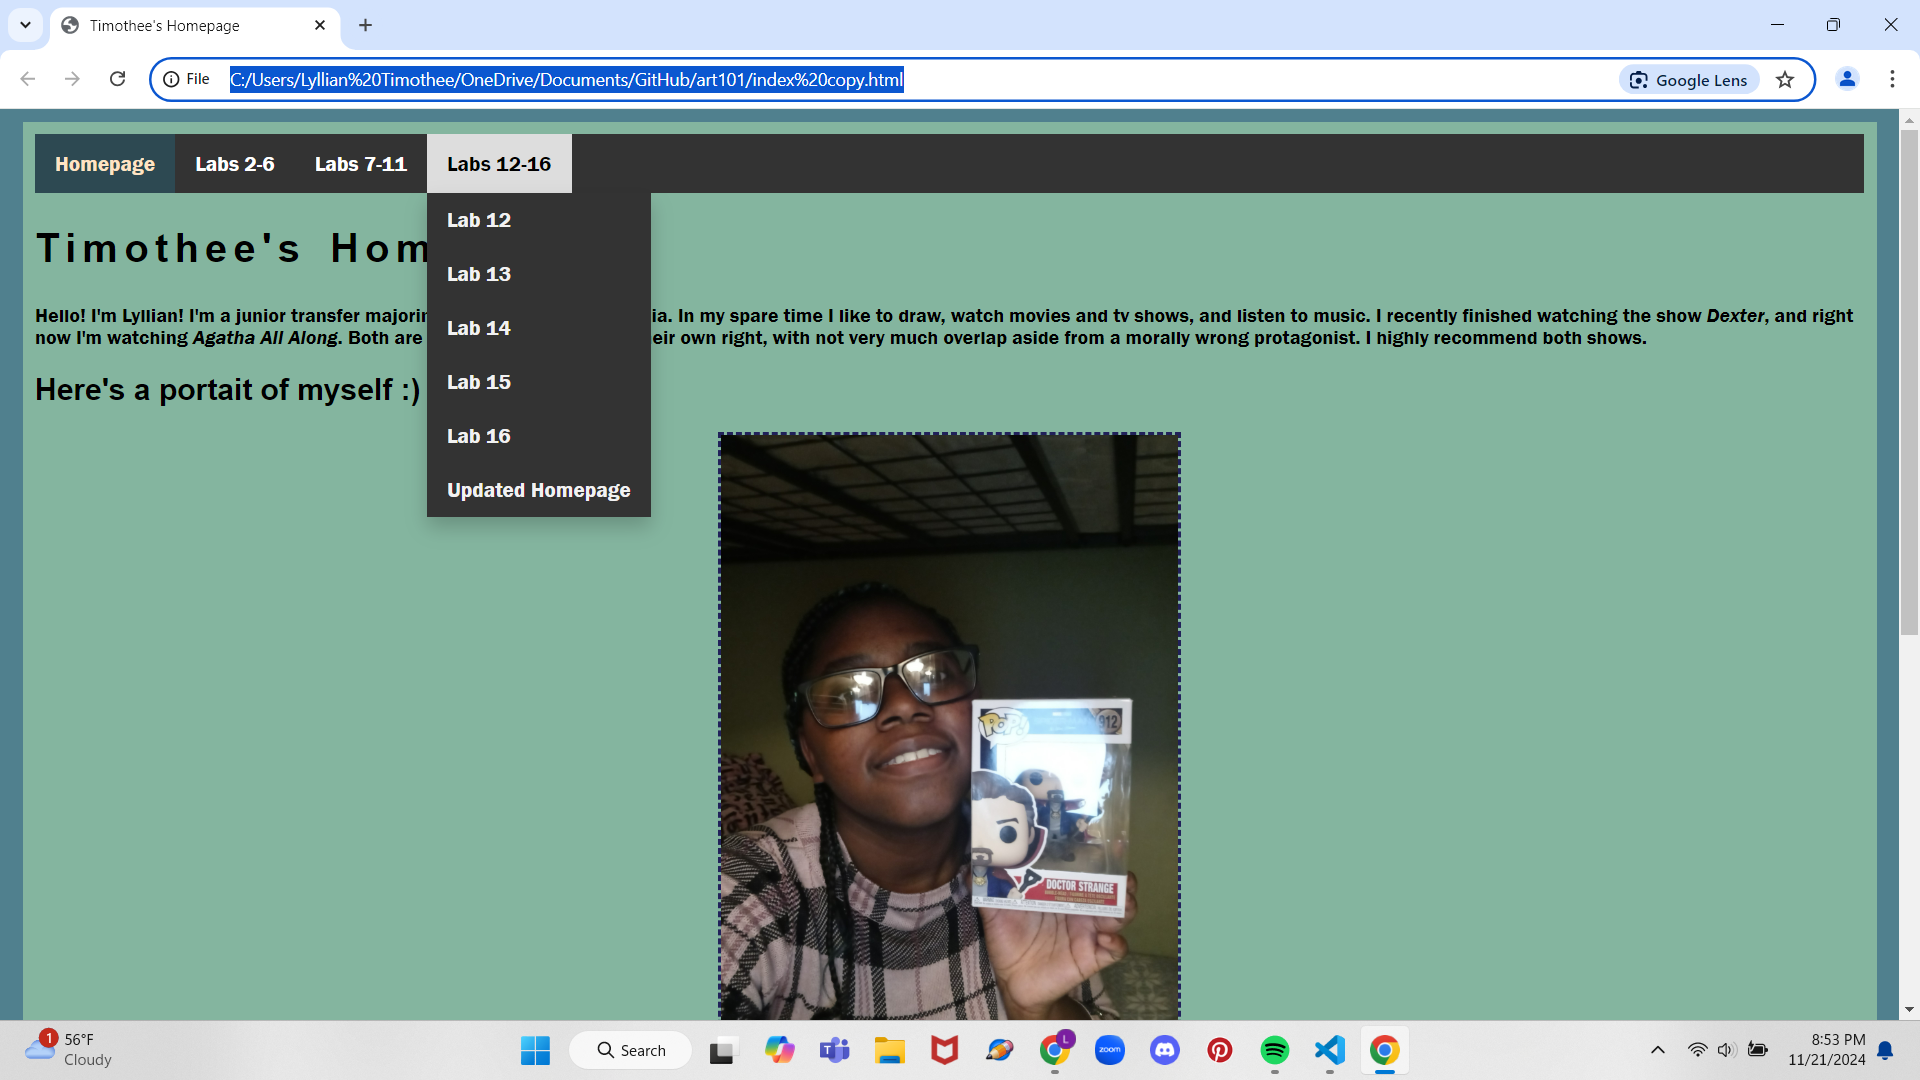 Timothee's Homepage
File C:/Users/Lyllian%20Timothee/OneDrive/Documents/GitHub/art101/index%20copy.html Google Lens
Homepage Labs 2-6 Labs 7-11 Labs 12-16
Lab 12
Lab 13
Lab 14
Lab 15
Lab 16
Updated Homepage
Timothee's Hom
Hello! I'm Lyllian! I'm a junior transfer majorin ia. In my spare time I like to draw, watch movies and tv shows, and listen to music. I recently finished watching the show Dexter, and right
now I'm watching Agatha All Along. Both are eir own right, with not very much overlap aside from a morally wrong protagonist. I highly recommend both shows.
Here's a portait of myself :)
POP!
912
DOCTOR STRANGE
1
56°F
Cloudy
Search
L
zoom
8:53 PM
11/21/2024